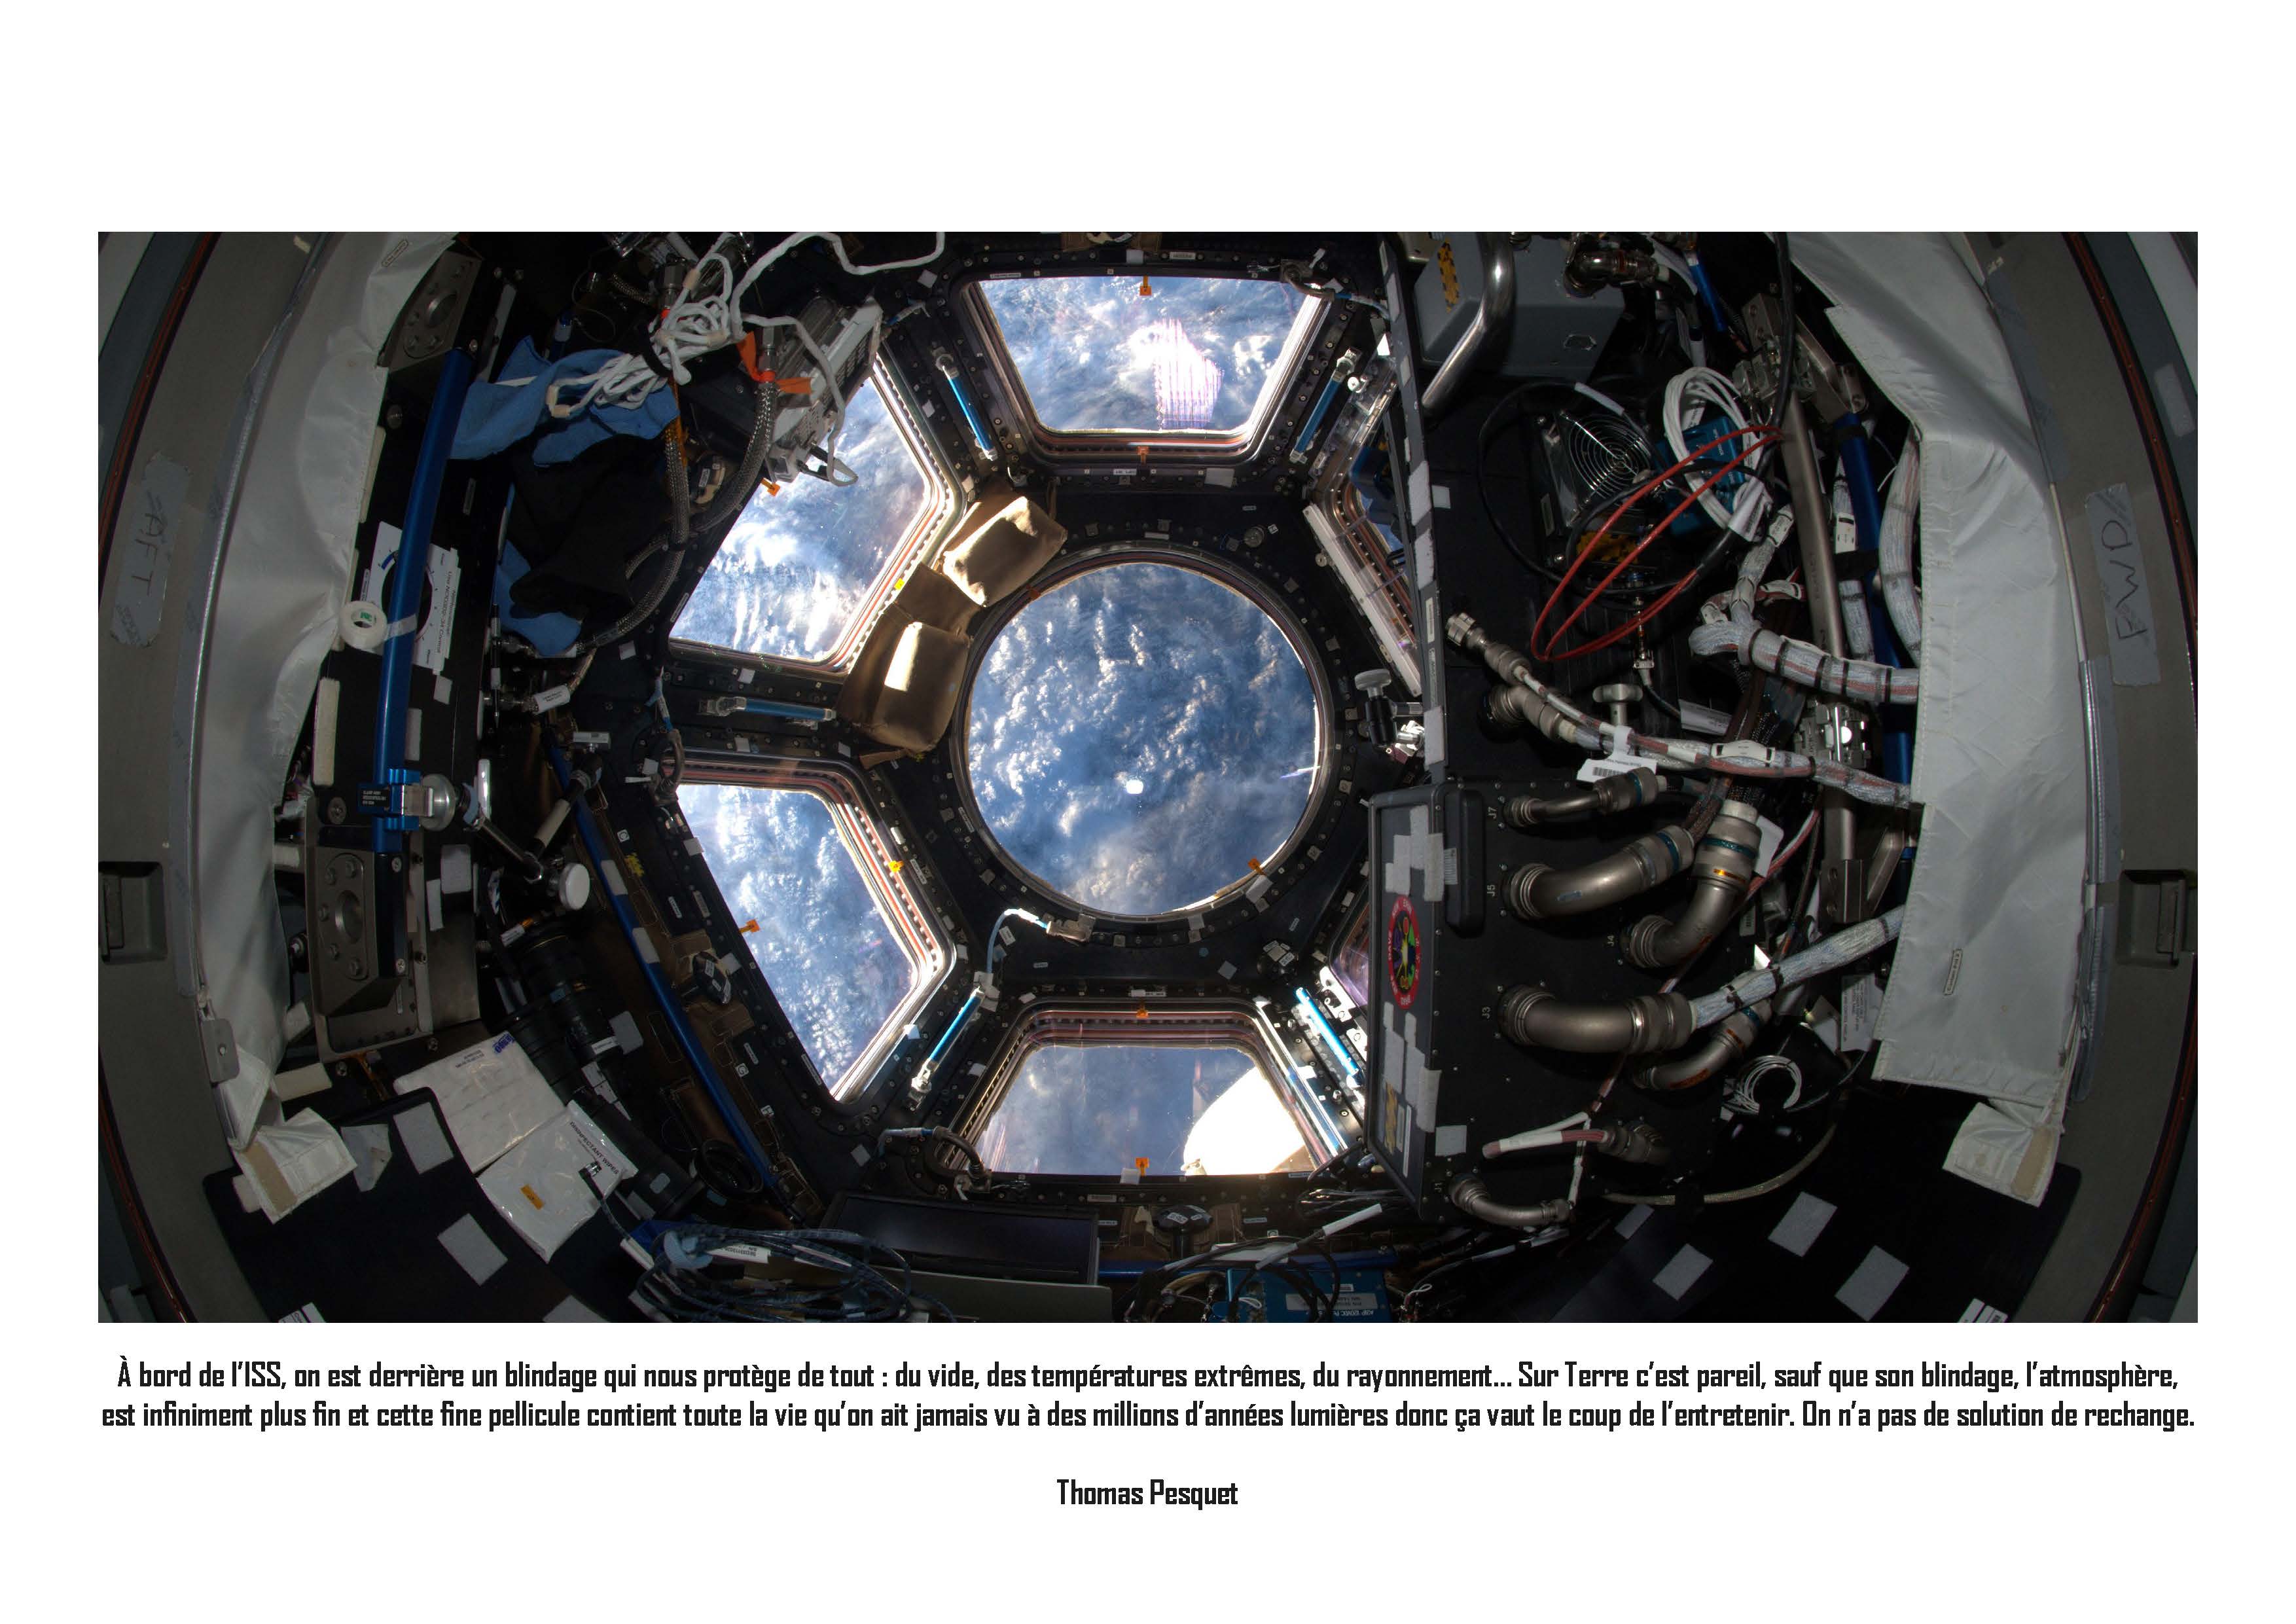 AFT
FWD
J7
J5
J4
J3
J1
DISINFECTANT WIPES
À bord de l'ISS, on est derrière un blindage qui nous protège de tout : du vide, des températures extrêmes, du rayonnement... Sur Terre c'est pareil, sauf que son blindage, l'atmosphère,
est infiniment plus fin et cette fine pellicule contient toute la vie qu'on ait jamais vu à des millions d'années lumières donc ça vaut le coup de l'entretenir. On n'a pas de solution de rechange.
Thomas Pesquet